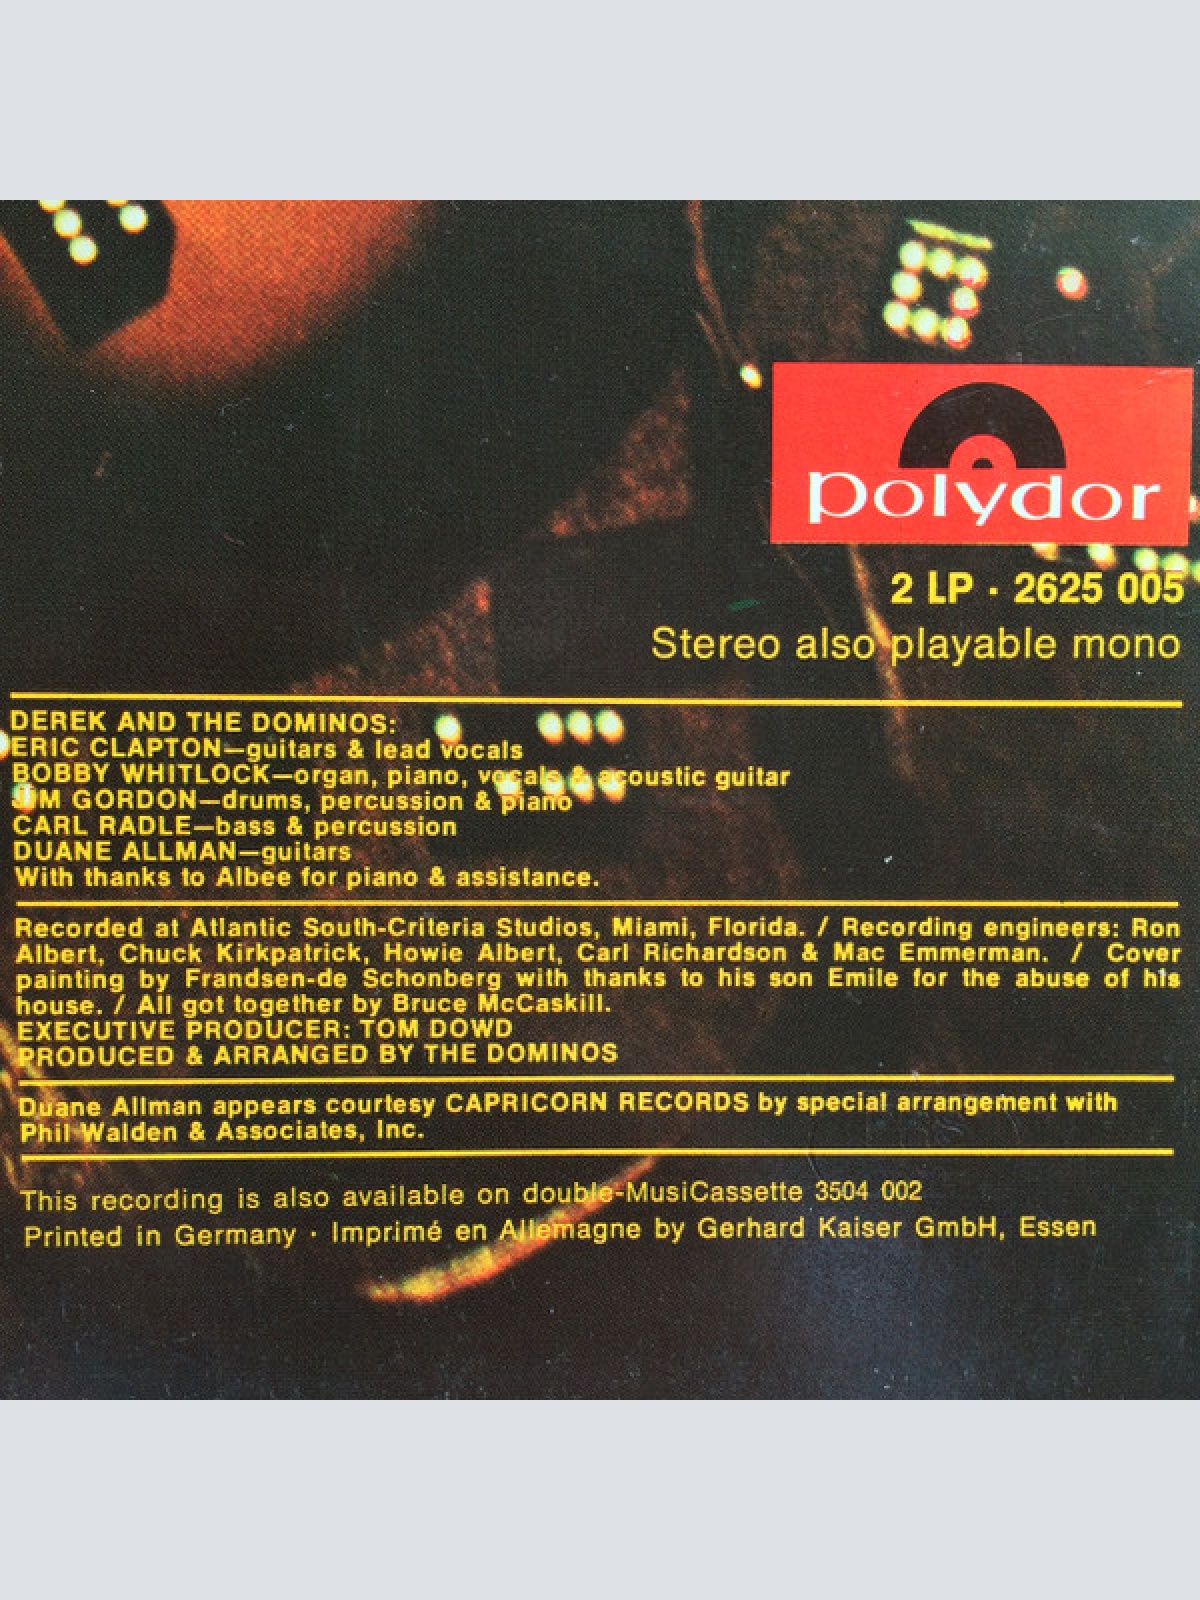 polydor
2 LP · 2625 005
Stereo also playable mono
DEREK AND THE DOMINOS:
ERIC CLAPTON—guitars & lead vocals
BOBBY WHITLOCK—organ, piano, vocals & acoustic guitar
JIM GORDON—drums, percussion & piano
CARL RADLE—bass & percussion
DUANE ALLMAN—guitars
With thanks to Albee for piano & assistance.
Recorded at Atlantic South-Criteria Studios, Miami, Florida. / Recording engineers: Ron
Albert, Chuck Kirkpatrick, Howie Albert, Carl Richardson & Mac Emmerman. / Cover
painting by Frandsen-de Schonberg with thanks to his son Emile for the abuse of his
house. / All got together by Bruce McCaskill.
EXECUTIVE PRODUCER: TOM DOWD
PRODUCED & ARRANGED BY THE DOMINOS
Duane Allman appears courtesy CAPRICORN RECORDS by special arrangement with
Phil Walden & Associates, Inc.
This recording is also available on double-MusiCassette 3504 002
Printed in Germany · Imprimé en Allemagne by Gerhard Kaiser GmbH, Essen